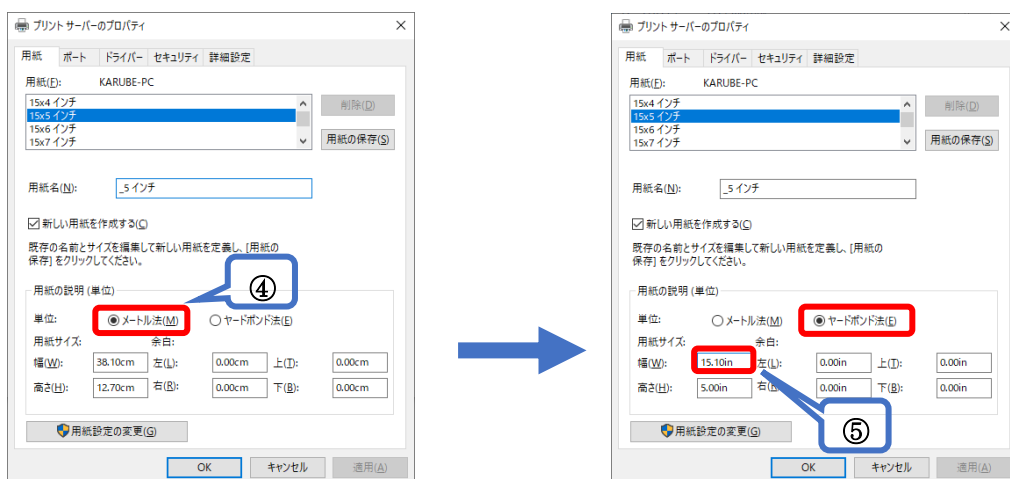 プリント サーバーのプロパティ
用紙 ポート ドライバー セキュリティ 詳細設定
用紙(F): KARUBE-PC
15x4 インチ
15x5 インチ
15x6 インチ
15x7 インチ
削除(D)
用紙の保存(S)
用紙名(N): _5 インチ
新しい用紙を作成する(C)
既存の名前とサイズを編集して新しい用紙を定義し、[用紙の
保存] をクリックしてください。
④
用紙の説明 (単位)
単位: メートル法(M) ヤードポンド法(E)
用紙サイズ: 余白:
幅(W): 38.10cm 左(L): 0.00cm 上(T): 0.00cm
高さ(H): 12.70cm 右(R): 0.00cm 下(B): 0.00cm
用紙設定の変更(G)
OK キャンセル 適用(A)
プリント サーバーのプロパティ
用紙 ポート ドライバー セキュリティ 詳細設定
用紙(F): KARUBE-PC
15x4 インチ
15x5 インチ
15x6 インチ
15x7 インチ
削除(D)
用紙の保存(S)
用紙名(N): _5 インチ
新しい用紙を作成する(C)
既存の名前とサイズを編集して新しい用紙を定義し、[用紙の
保存] をクリックしてください。
用紙の説明 (単位)
単位: メートル法(M) ヤードポンド法(E)
用紙サイズ: 余白:
幅(W): 15.10in 左(L): 0.00in 上(T): 0.00in
高さ(H): 5.00in 右(R): 0.00in 下(B): 0.00in
⑤
用紙設定の変更(G)
OK キャンセル 適用(A)